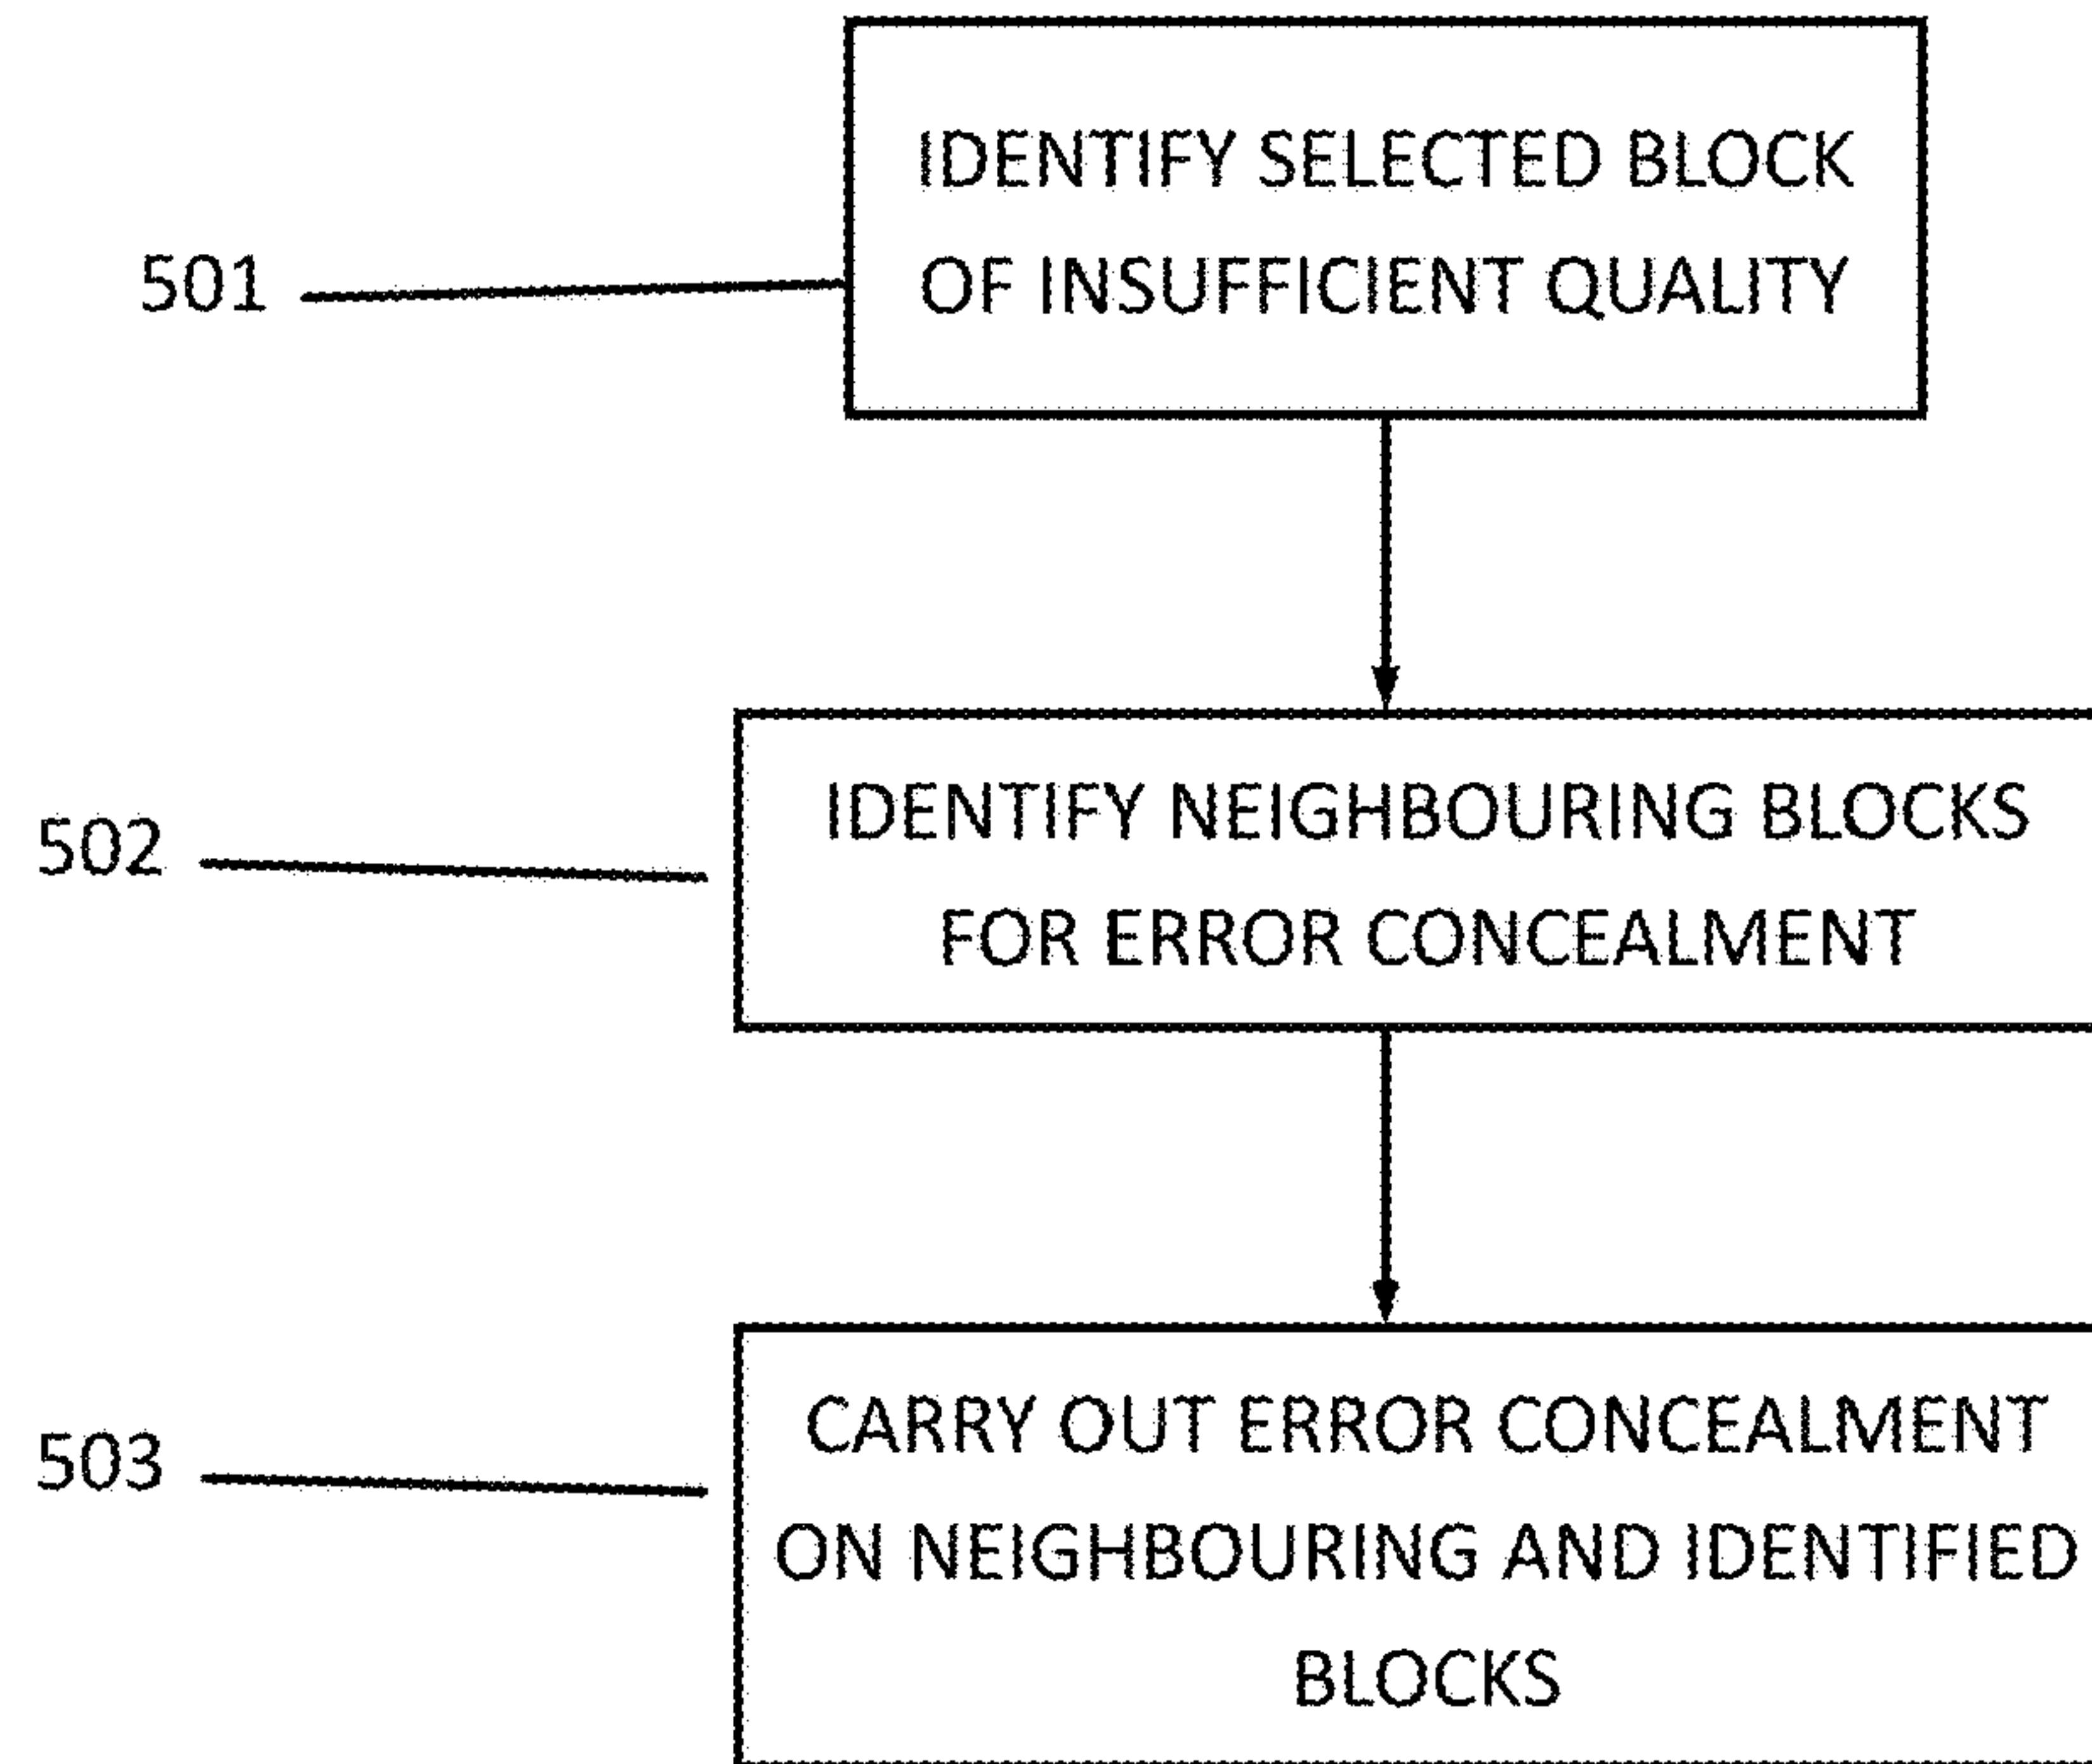 IDENTIFY SELECTED BLOCK
OF INSUFFICIENT QUALITY
501
IDENTIFY NEIGHBOURING BLOCKS
FOR ERROR CONCEALMENT
502
CARRY OUT ERROR CONCEALMENT
ON NEIGHBOURING AND IDENTIFIED
BLOCKS
503